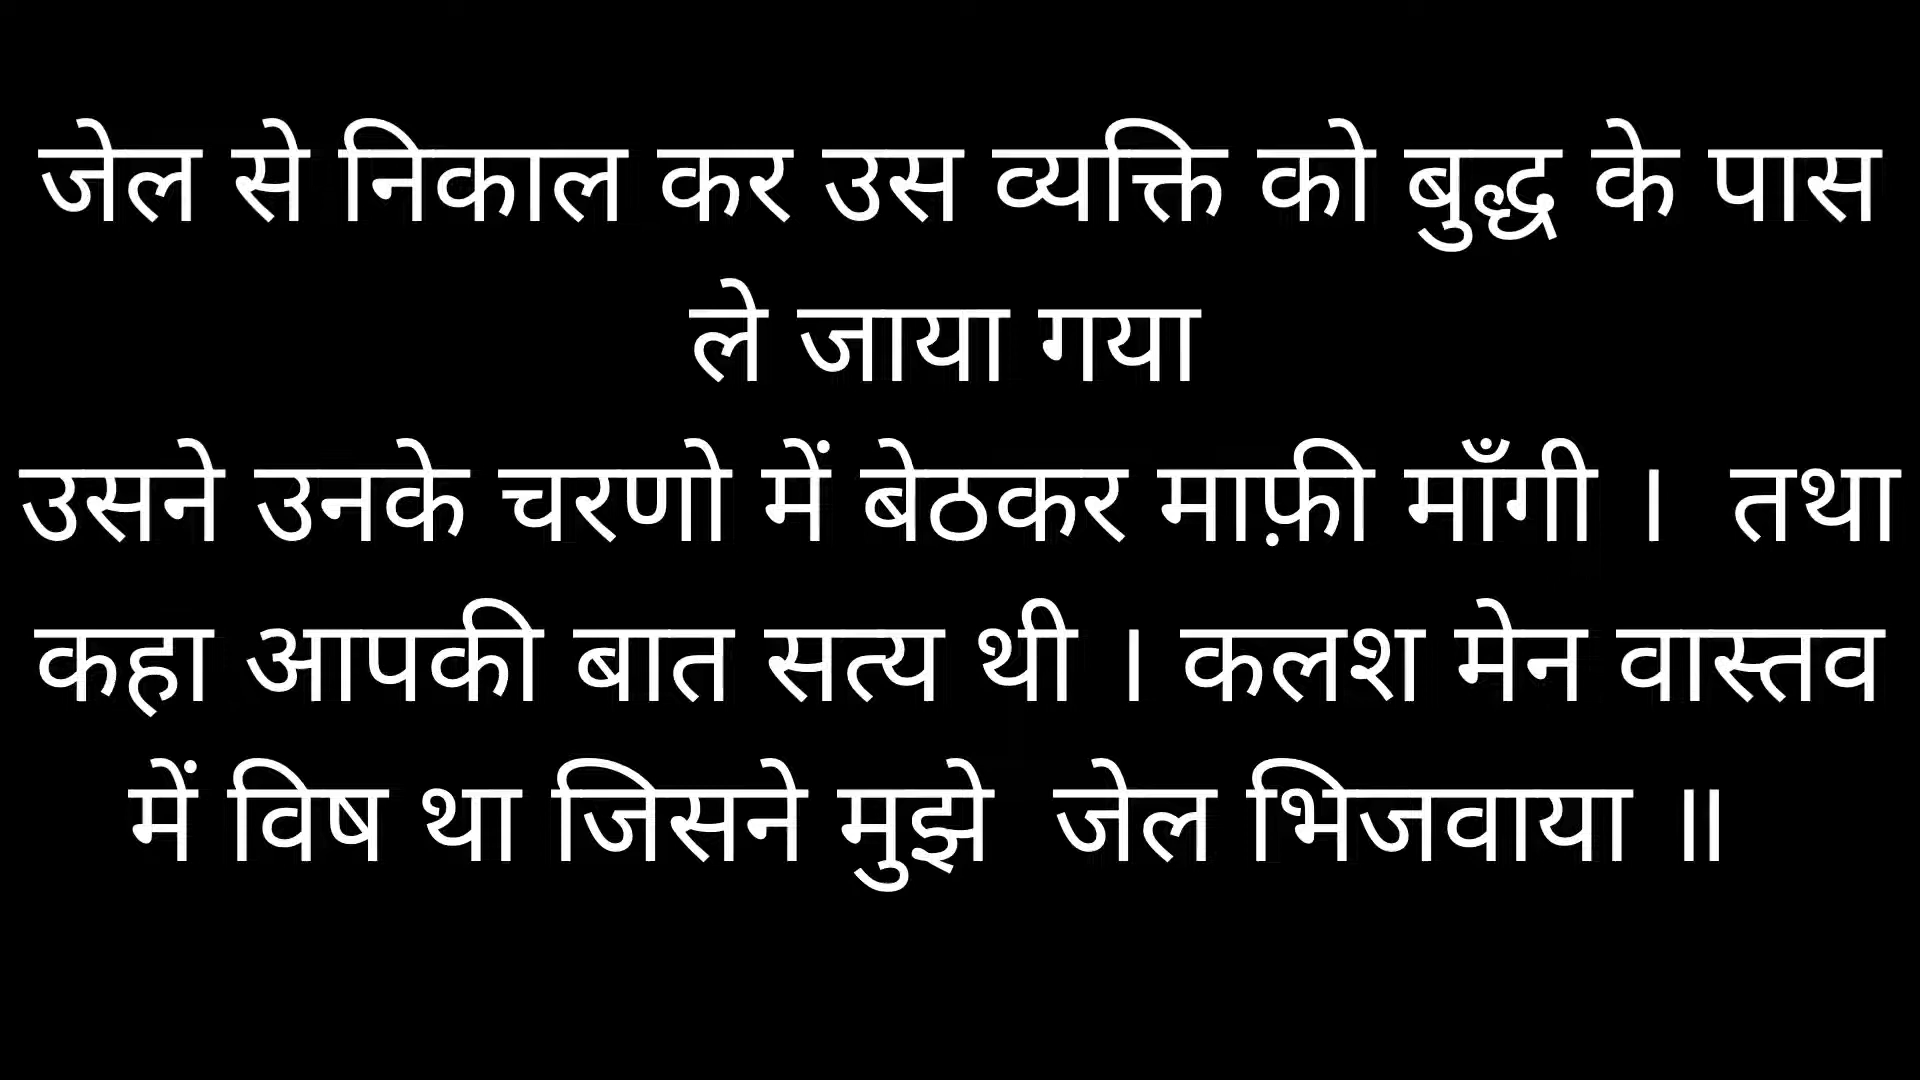 जेल से निकाल कर उस व्यक्ति को बुद्ध के पास
ले जाया गया
उसने उनके चरणो में बेठकर माफ़ी माँगी ।  तथा
कहा आपकी बात सत्य थी । कलश मेन वास्तव
में विष था जिसने मुझे  जेल भिजवाया ॥